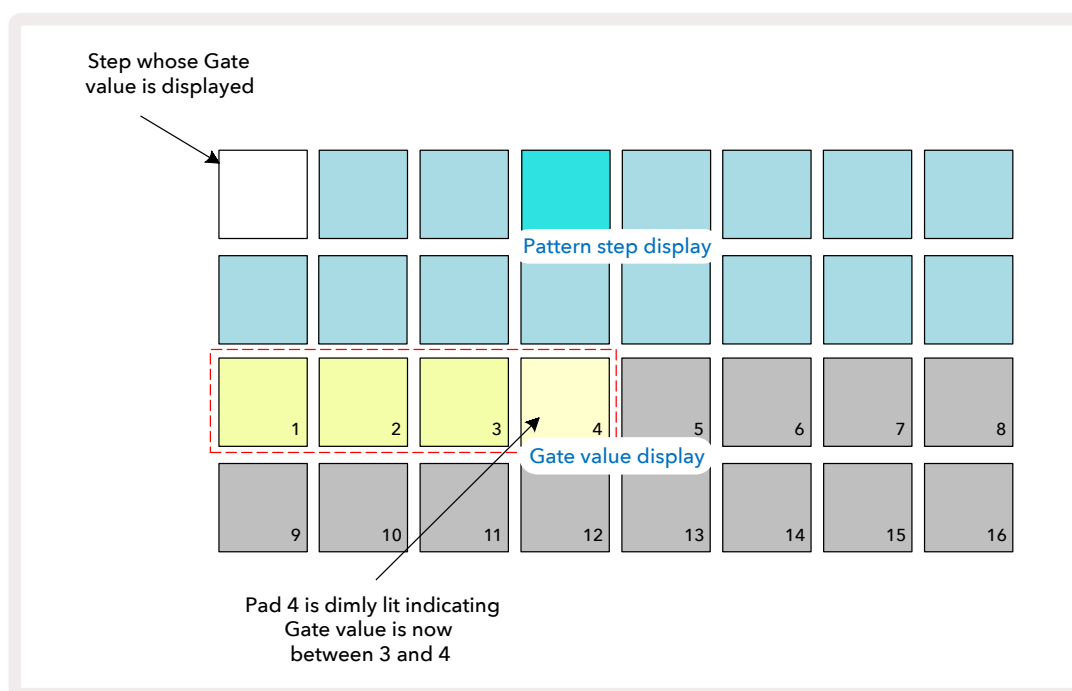 Step whose Gate
value is displayed
Pattern step display
1 2 3 4 5 6 7 8
Gate value display
9 10 11 12 13 14 15 16
Pad 4 is dimly lit indicating
Gate value is now
between 3 and 4